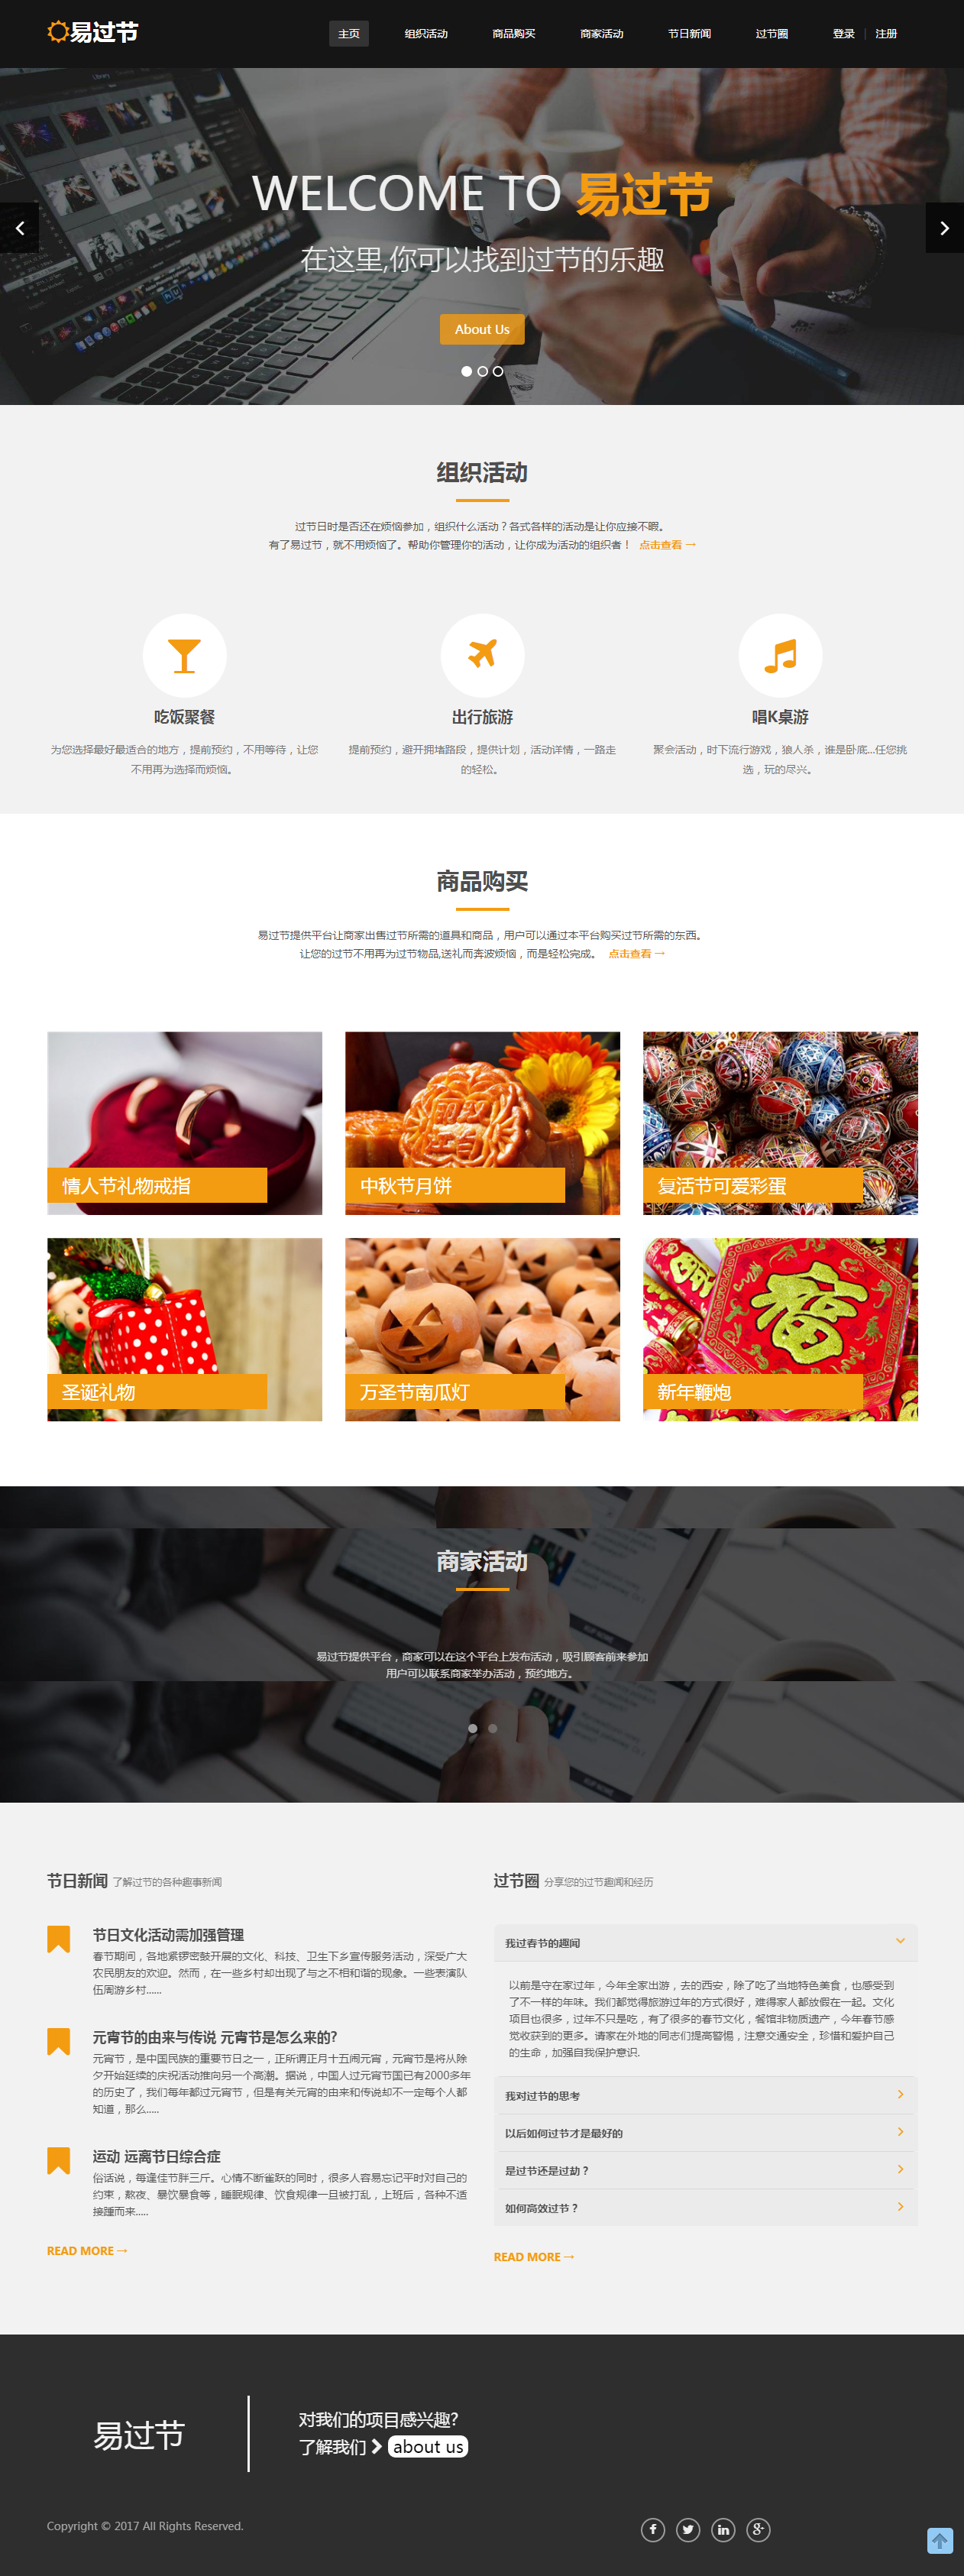 易过节
主页 组织活动 商品购买 商家活动 节日新闻 过节圈 登录 | 注册
WELCOME TO 易过节
在这里,你可以找到过节的乐趣
About Us
组织活动
过节日时是否还在烦恼参加，组织什么活动？各式各样的活动是让你应接不暇。
有了易过节，就不用烦恼了。帮助你管理你的活动，让你成为活动的组织者！ 点击查看 →
吃饭聚餐
为您选择最好最适合的地方，提前预约，不用等待，让您
不用再为选择而烦恼。
出行旅游
提前预约，避开拥堵路段，提供计划，活动详情，一路走
的轻松。
唱K桌游
聚会活动，时下流行游戏，狼人杀，谁是卧底...任您挑
选，玩的尽兴。
商品购买
易过节提供平台让商家出售过节所需的道具和商品，用户可以通过本平台购买过节所需的东西。
让您的过节不用再为过节物品,送礼而奔波烦恼，而是轻松完成。 点击查看 →
情人节礼物戒指
中秋节月饼
复活节可爱彩蛋
圣诞礼物
万圣节南瓜灯
福
新年鞭炮
商家活动
易过节提供平台，商家可以在这个平台上发布活动，吸引顾客前来参加
用户可以联系商家举办活动，预约地方。
节日新闻 了解过节的各种趣事新闻
节日文化活动需加强管理
春节期间，各地紧锣密鼓开展的文化、科技、卫生下乡宣传服务活动，深受广大
农民朋友的欢迎。然而，在一些乡村却出现了与之不相和谐的现象。一些表演队
伍周游乡村......
元宵节的由来与传说 元宵节是怎么来的?
元宵节，是中国民族的重要节日之一，正所谓正月十五闹元宵，元宵节是将从除
夕开始延续的庆祝活动推向另一个高潮。据说，中国人过元宵节国已有2000多年
的历史了，我们每年都过元宵节，但是有关元宵的由来和传说却不一定每个人都
知道，那么.....
运动 远离节日综合症
俗话说，每逢佳节胖三斤。心情不断雀跃的同时，很多人容易忘记平时对自己的
约束，熬夜、暴饮暴食等，睡眠规律、饮食规律一旦被打乱，上班后，各种不适
接踵而来.....
READ MORE →
过节圈 分享您的过节趣闻和经历
我过春节的趣闻
以前是守在家过年，今年全家出游，去的西安，除了吃了当地特色美食，也感受到
了不一样的年味。我们都觉得旅游过年的方式很好，难得家人都放假在一起。文化
项目也很多，过年不只是吃，有了很多的春节文化，餐馆非物质遗产，今年春节感
觉收获到的更多。请家在外地的同志们提高警惕，注意交通安全，珍惜和爱护自己
的生命，加强自我保护意识.
我对过节的思考
以后如何过节才是最好的
是过节还是过劫？
如何高效过节？
READ MORE →
易过节
对我们的项目感兴趣?
了解我们 about us
Copyright © 2017 All Rights Reserved.